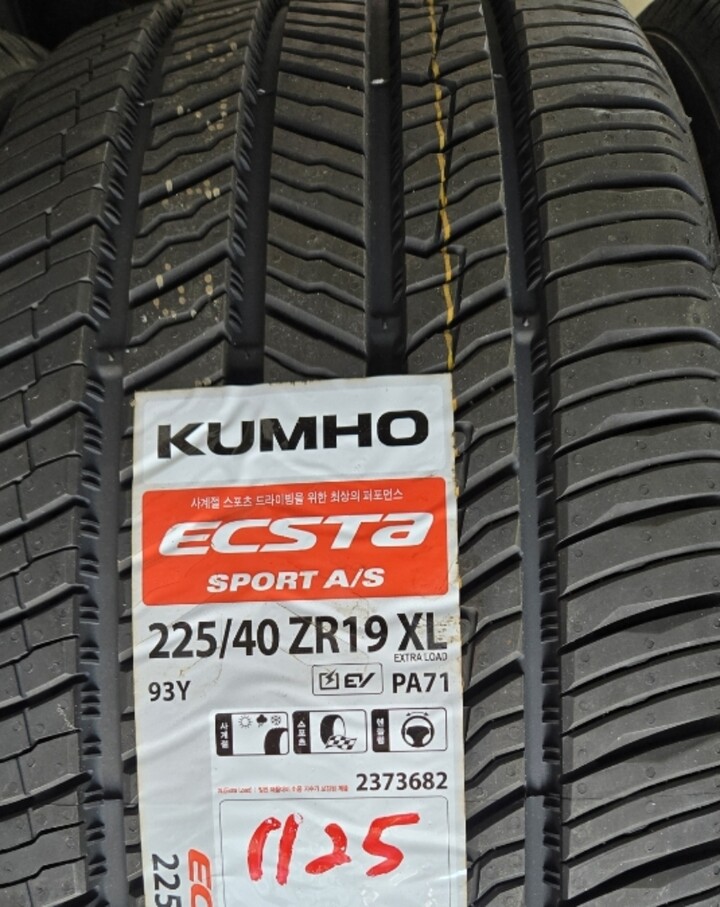 KUMHO
사계절 스포츠 드라이빙을 위한 최상의 퍼포먼스
ECSTA
SPORT A/S
225/40 ZR19 XL
EXTRA LOAD
93Y EV PA71
사계절 스포츠 핸들링
2373682
1125
EC
225